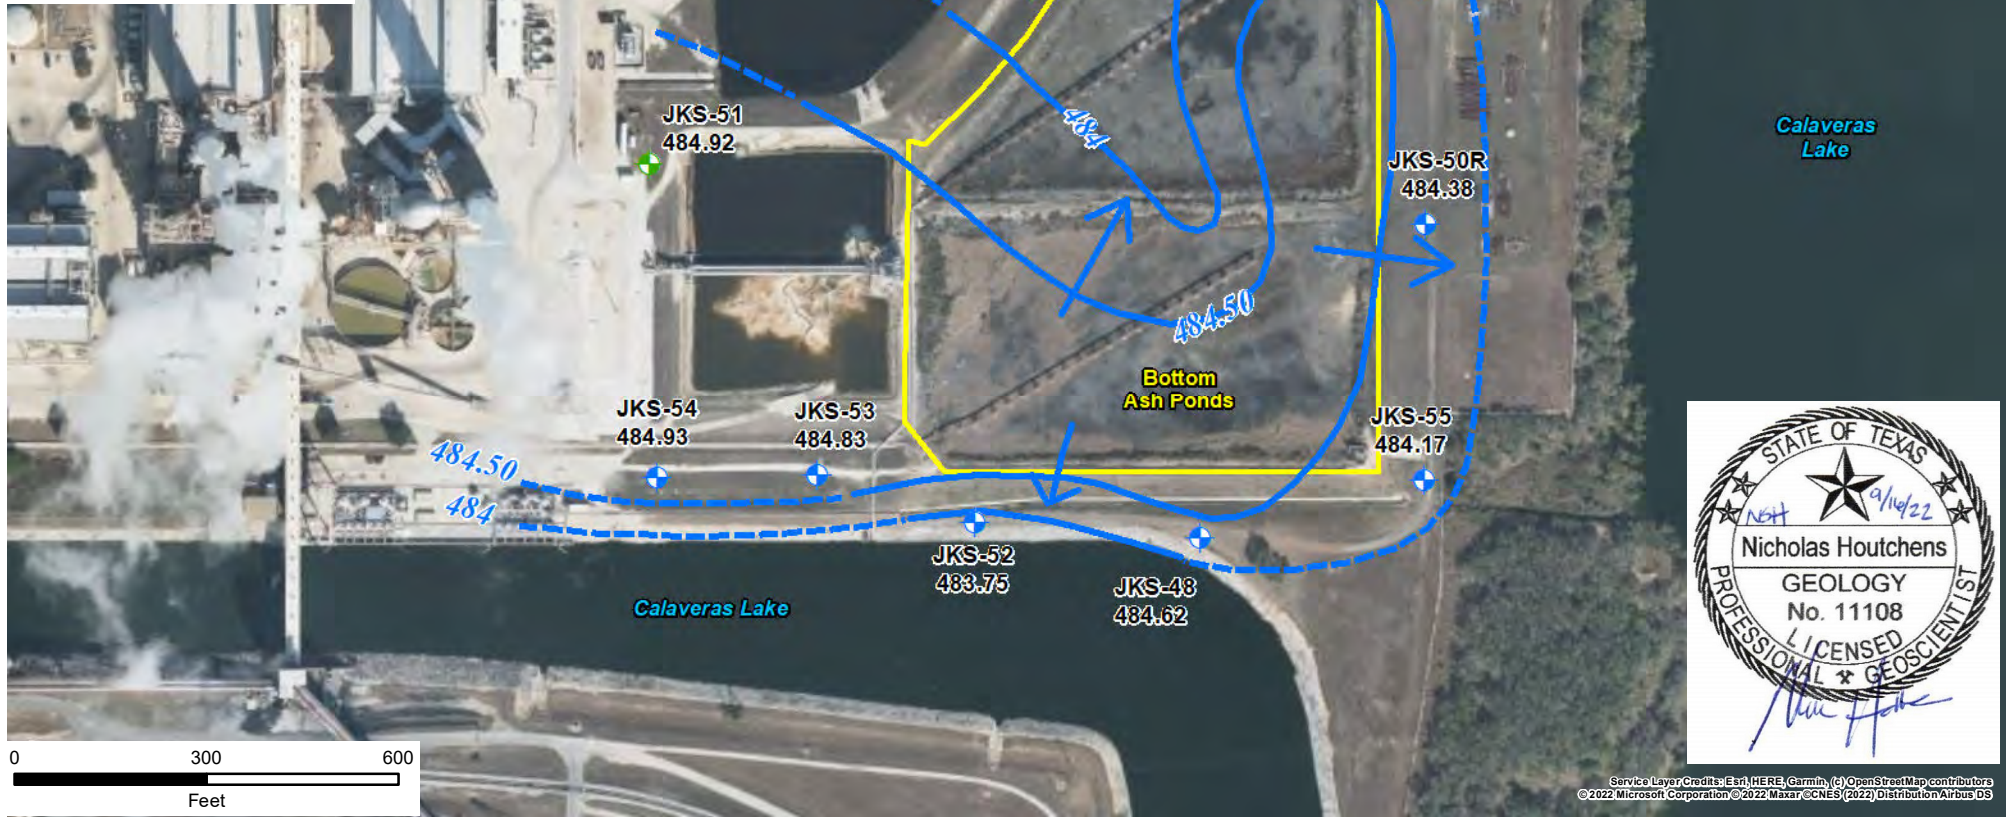 JKS-51
484.92
484
Calaveras
Lake
JKS-50R
484.38
484.50
Bottom
Ash Ponds
JKS-54
484.93
JKS-53
484.83
JKS-55
484.17
484.50
484
JKS-52
483.75
JKS-48
484.62
Calaveras Lake
STATE OF TEXAS
NSH
9/16/22
Nicholas Houtchens
GEOLOGY
No. 11108
LICENSED
PROFESSIONAL GEOSCIENTIST
0 300 600
Feet
Service Layer Credits: Esri, HERE, Garmin, (c) OpenStreetMap contributors
© 2022 Microsoft Corporation © 2022 Maxar ©CNES (2022) Distribution Airbus DS